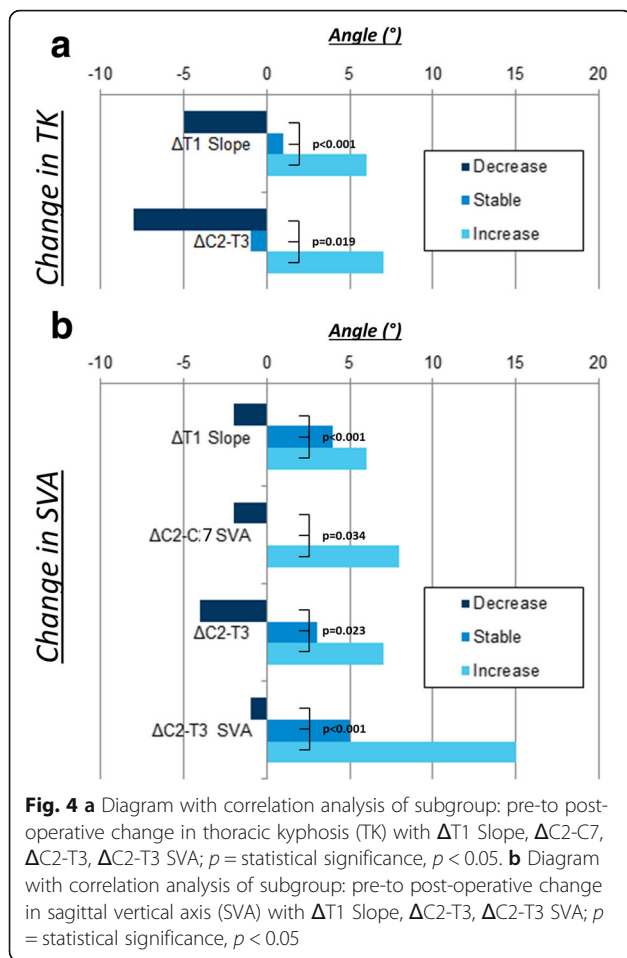 a
Angle (°)
-10 -5 0 5 10 15 20
Change in TK
ΔT1 Slope
p<0.001
ΔC2-T3
p=0.019
Decrease
Stable
Increase
b
Angle (°)
-10 -5 0 5 10 15 20
Change in SVA
ΔT1 Slope
p<0.001
ΔC2-C7 SVA
p=0.034
ΔC2-T3
p=0.023
ΔC2-T3 SVA
p<0.001
Decrease
Stable
Increase
Fig. 4 a Diagram with correlation analysis of subgroup: pre-to post-
operative change in thoracic kyphosis (TK) with ΔT1 Slope, ΔC2-C7,
ΔC2-T3, ΔC2-T3 SVA; p = statistical significance, p < 0.05. b Diagram
with correlation analysis of subgroup: pre-to post-operative change
in sagittal vertical axis (SVA) with ΔT1 Slope, ΔC2-T3, ΔC2-T3 SVA; p
= statistical significance, p < 0.05